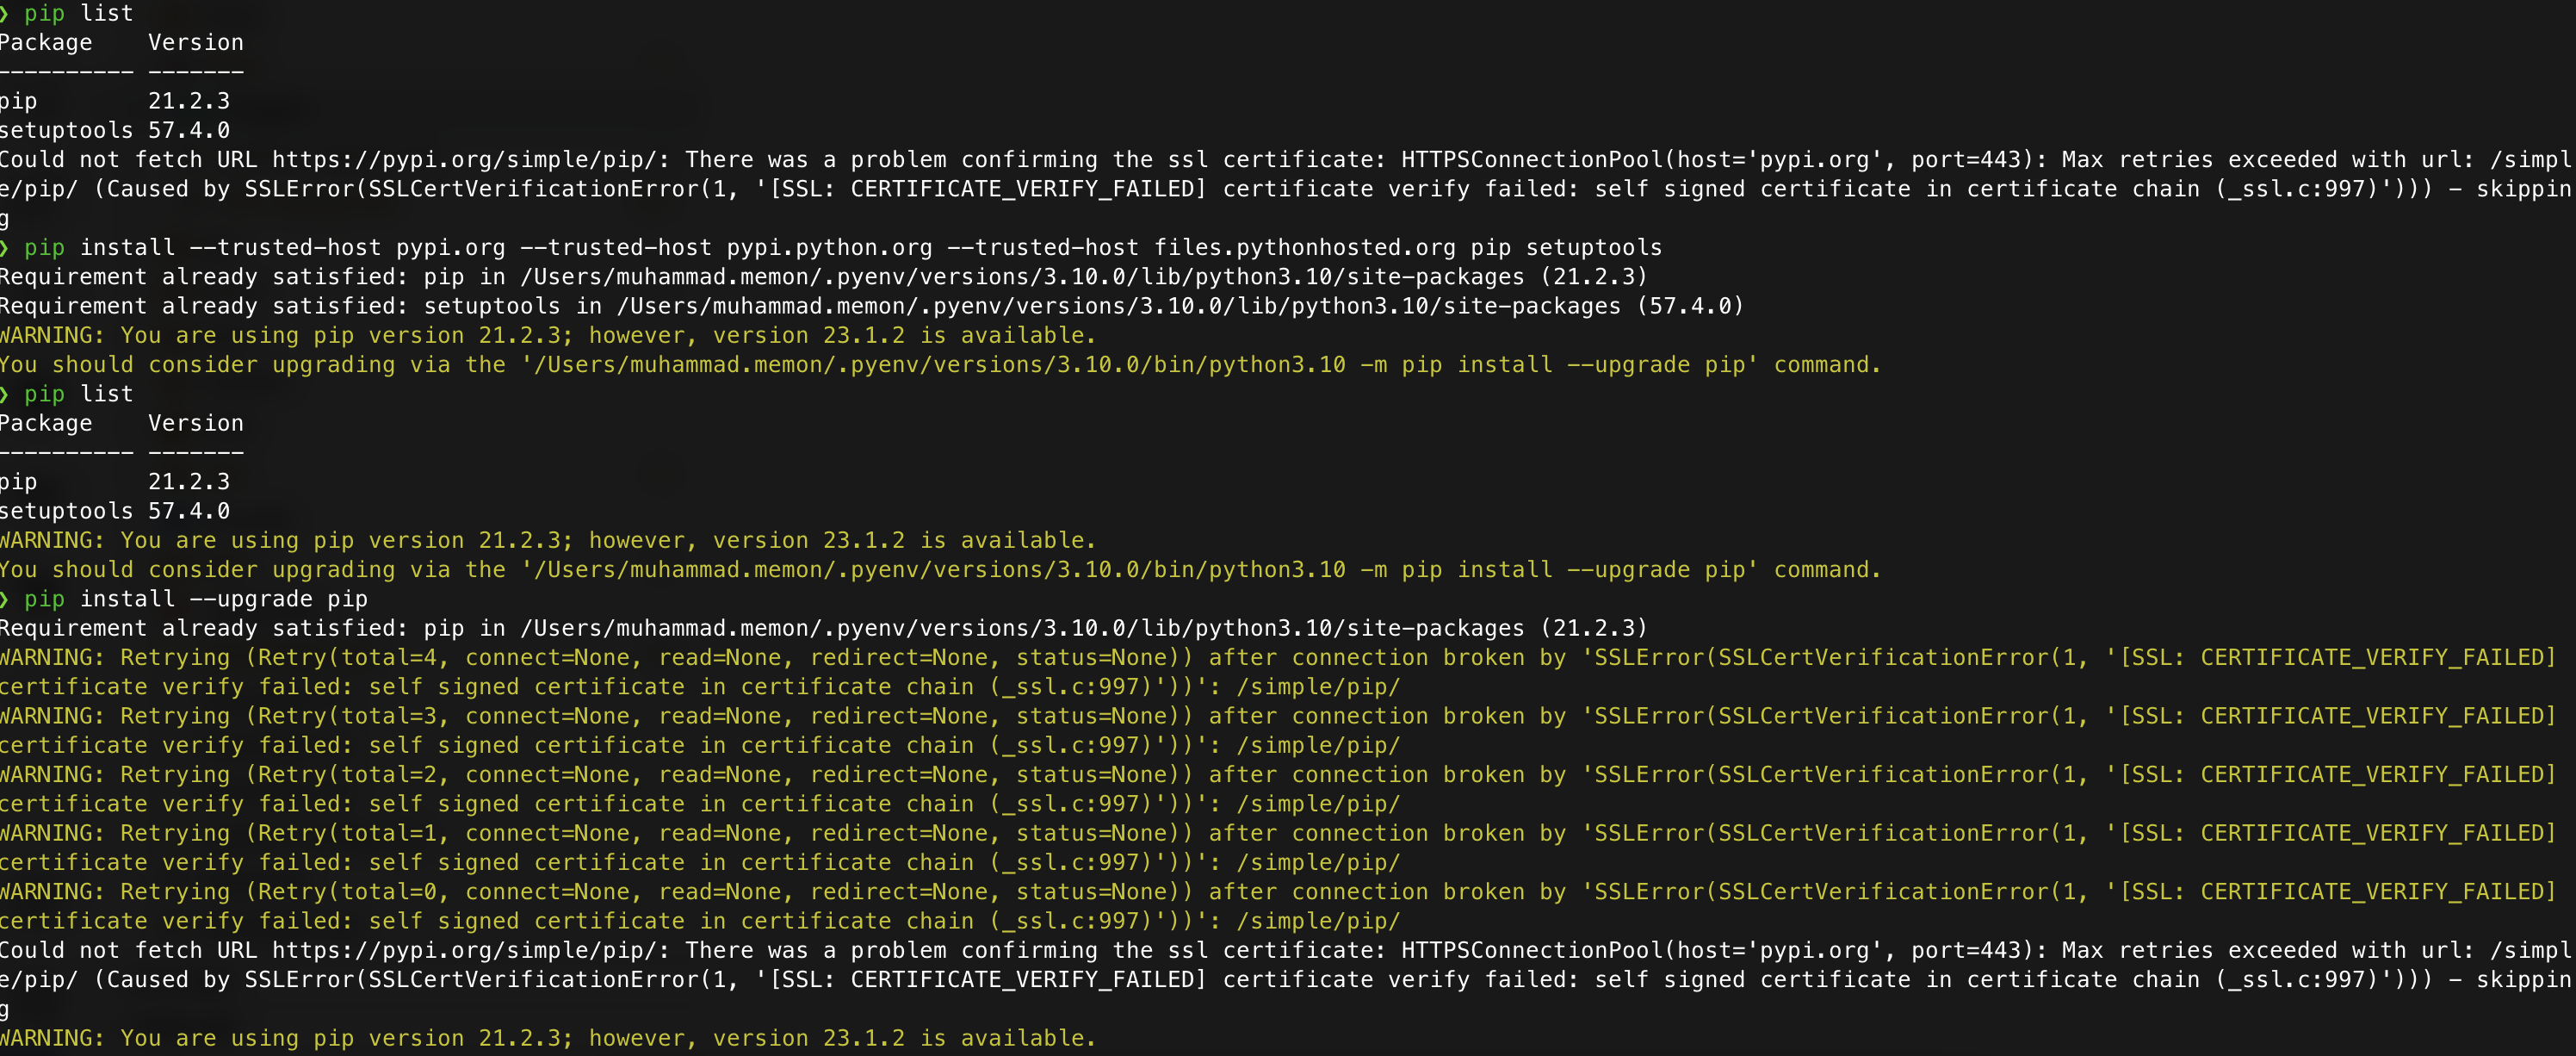 ❯ pip list
Package    Version
---------- -------
pip        21.2.3
setuptools 57.4.0
Could not fetch URL https://pypi.org/simple/pip/: There was a problem confirming the ssl certificate: HTTPSConnectionPool(host='pypi.org', port=443): Max retries exceeded with url: /simpl
e/pip/ (Caused by SSLError(SSLCertVerificationError(1, '[SSL: CERTIFICATE_VERIFY_FAILED] certificate verify failed: self signed certificate in certificate chain (_ssl.c:997)'))) - skippin
g
❯ pip install --trusted-host pypi.org --trusted-host pypi.python.org --trusted-host files.pythonhosted.org pip setuptools
Requirement already satisfied: pip in /Users/muhammad.memon/.pyenv/versions/3.10.0/lib/python3.10/site-packages (21.2.3)
Requirement already satisfied: setuptools in /Users/muhammad.memon/.pyenv/versions/3.10.0/lib/python3.10/site-packages (57.4.0)
WARNING: You are using pip version 21.2.3; however, version 23.1.2 is available.
You should consider upgrading via the '/Users/muhammad.memon/.pyenv/versions/3.10.0/bin/python3.10 -m pip install --upgrade pip' command.
❯ pip list
Package    Version
---------- -------
pip        21.2.3
setuptools 57.4.0
WARNING: You are using pip version 21.2.3; however, version 23.1.2 is available.
You should consider upgrading via the '/Users/muhammad.memon/.pyenv/versions/3.10.0/bin/python3.10 -m pip install --upgrade pip' command.
❯ pip install --upgrade pip
Requirement already satisfied: pip in /Users/muhammad.memon/.pyenv/versions/3.10.0/lib/python3.10/site-packages (21.2.3)
WARNING: Retrying (Retry(total=4, connect=None, read=None, redirect=None, status=None)) after connection broken by 'SSLError(SSLCertVerificationError(1, '[SSL: CERTIFICATE_VERIFY_FAILED]
certificate verify failed: self signed certificate in certificate chain (_ssl.c:997)'))': /simple/pip/
WARNING: Retrying (Retry(total=3, connect=None, read=None, redirect=None, status=None)) after connection broken by 'SSLError(SSLCertVerificationError(1, '[SSL: CERTIFICATE_VERIFY_FAILED]
certificate verify failed: self signed certificate in certificate chain (_ssl.c:997)'))': /simple/pip/
WARNING: Retrying (Retry(total=2, connect=None, read=None, redirect=None, status=None)) after connection broken by 'SSLError(SSLCertVerificationError(1, '[SSL: CERTIFICATE_VERIFY_FAILED]
certificate verify failed: self signed certificate in certificate chain (_ssl.c:997)'))': /simple/pip/
WARNING: Retrying (Retry(total=1, connect=None, read=None, redirect=None, status=None)) after connection broken by 'SSLError(SSLCertVerificationError(1, '[SSL: CERTIFICATE_VERIFY_FAILED]
certificate verify failed: self signed certificate in certificate chain (_ssl.c:997)'))': /simple/pip/
WARNING: Retrying (Retry(total=0, connect=None, read=None, redirect=None, status=None)) after connection broken by 'SSLError(SSLCertVerificationError(1, '[SSL: CERTIFICATE_VERIFY_FAILED]
certificate verify failed: self signed certificate in certificate chain (_ssl.c:997)'))': /simple/pip/
Could not fetch URL https://pypi.org/simple/pip/: There was a problem confirming the ssl certificate: HTTPSConnectionPool(host='pypi.org', port=443): Max retries exceeded with url: /simpl
e/pip/ (Caused by SSLError(SSLCertVerificationError(1, '[SSL: CERTIFICATE_VERIFY_FAILED] certificate verify failed: self signed certificate in certificate chain (_ssl.c:997)'))) - skippin
g
WARNING: You are using pip version 21.2.3; however, version 23.1.2 is available.